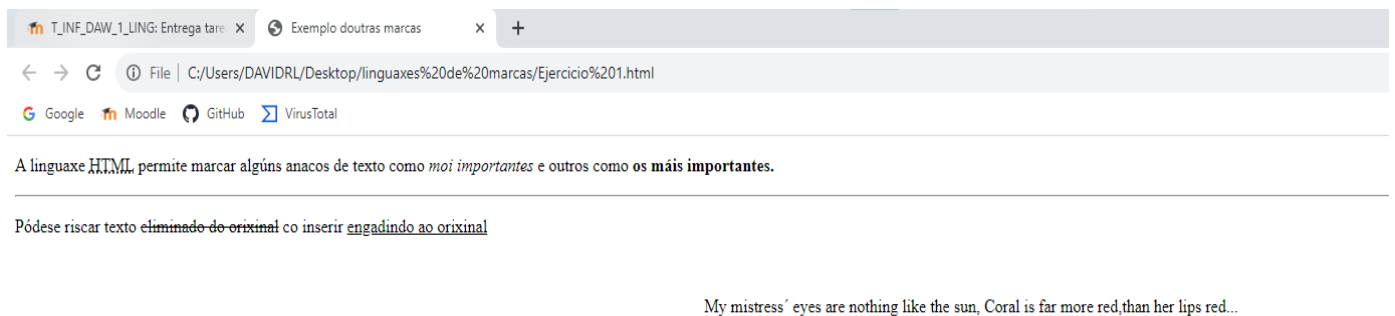 T_INF_DAW_1_LING: Entrega tare
Exemplo doutras marcas
File | C:/Users/DAVIDRL/Desktop/linguaxes%20de%20marcas/Ejercicio%201.html
Google Moodle GitHub VirusTotal
A linguaxe HTML permite marcar algúns anacos de texto como moi importantes e outros como os máis importantes.
Pódese riscar texto eliminado do orixinal co inserir engadindo ao orixinal
My mistress´ eyes are nothing like the sun, Coral is far more red,than her lips red...